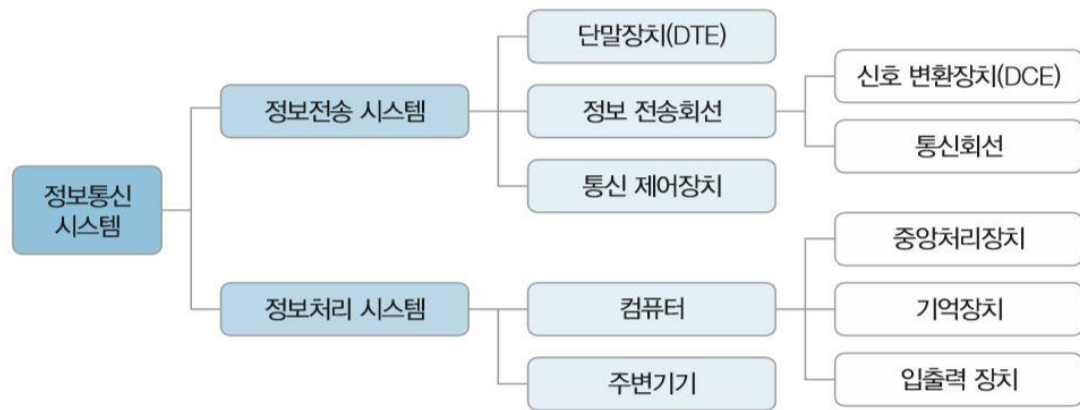 정보통신
시스템
정보전송 시스템
단말장치(DTE)
정보 전송회선
신호 변환장치(DCE)
통신회선
통신 제어장치
정보처리 시스템
컴퓨터
중앙처리장치
기억장치
입출력 장치
주변기기